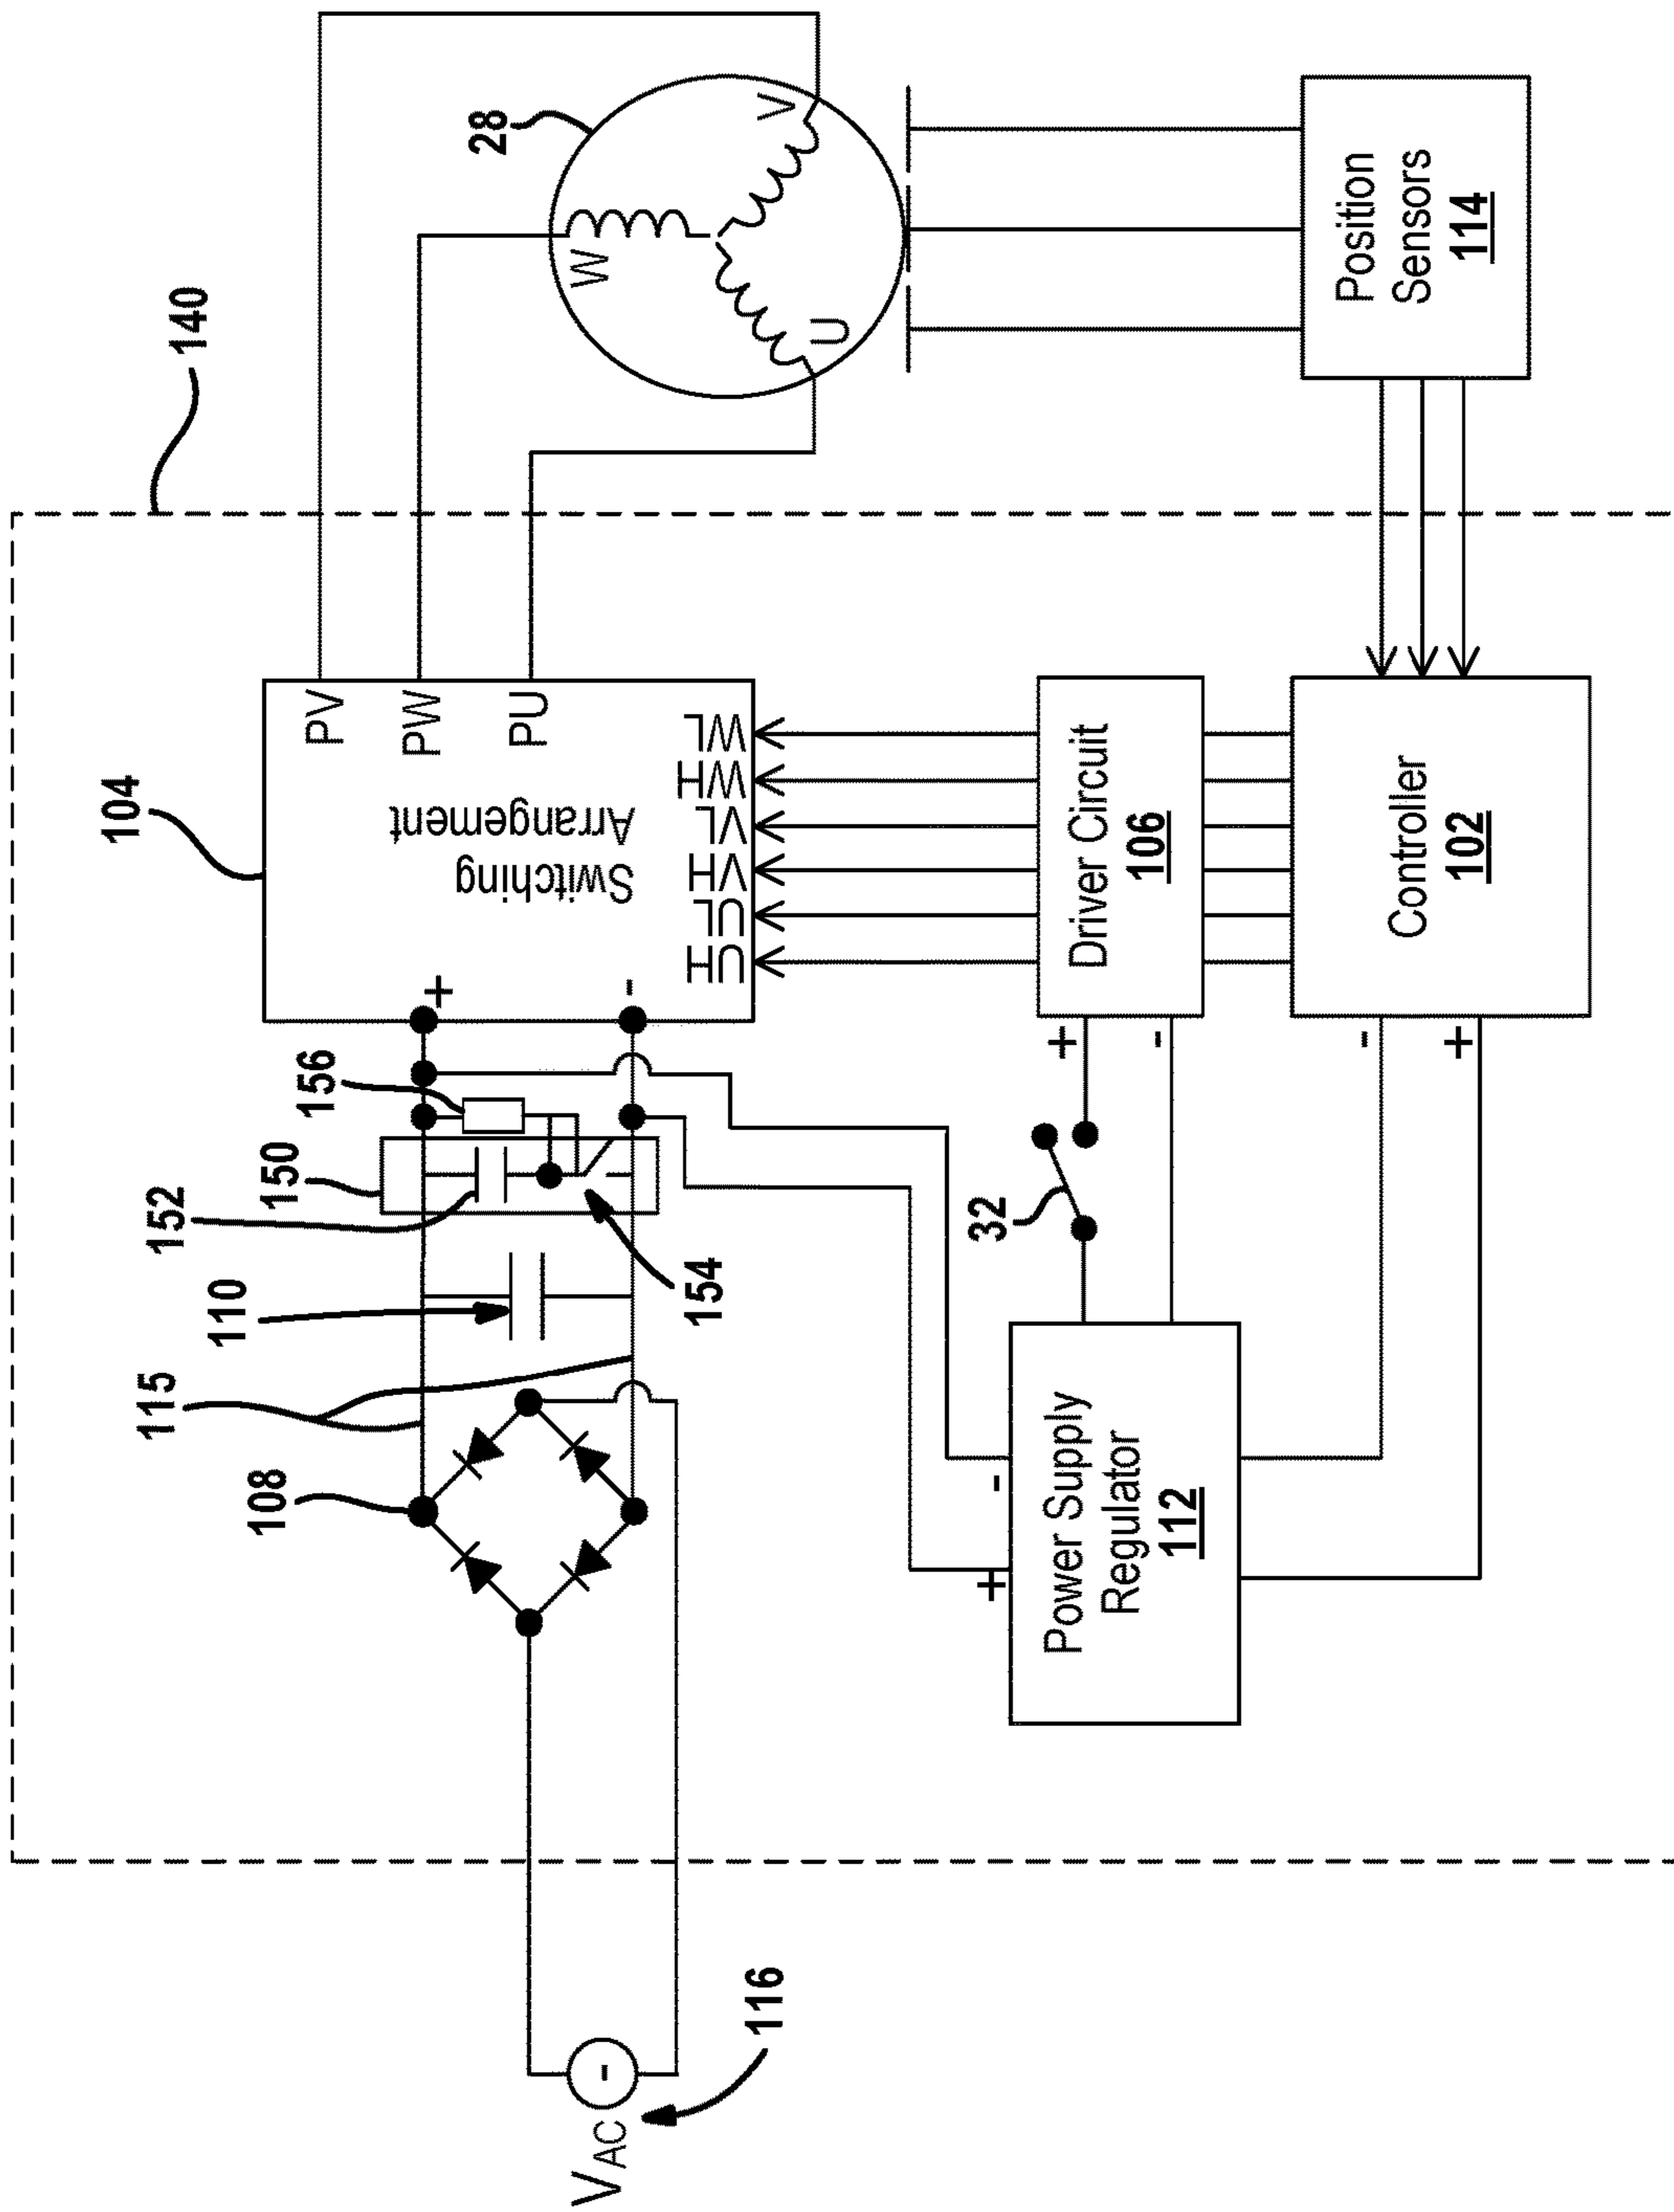 140
104
PV
PW
PU
Switching
Arrangement
+
-
UH
UL
VH
VL
WH
WL
28
W
V
U
156
150
152
110
154
115
108
32
+
-
Driver Circuit
106
-
+
Controller
102
Position
Sensors
114
-
+
Power Supply
Regulator
112
VAC
-
116